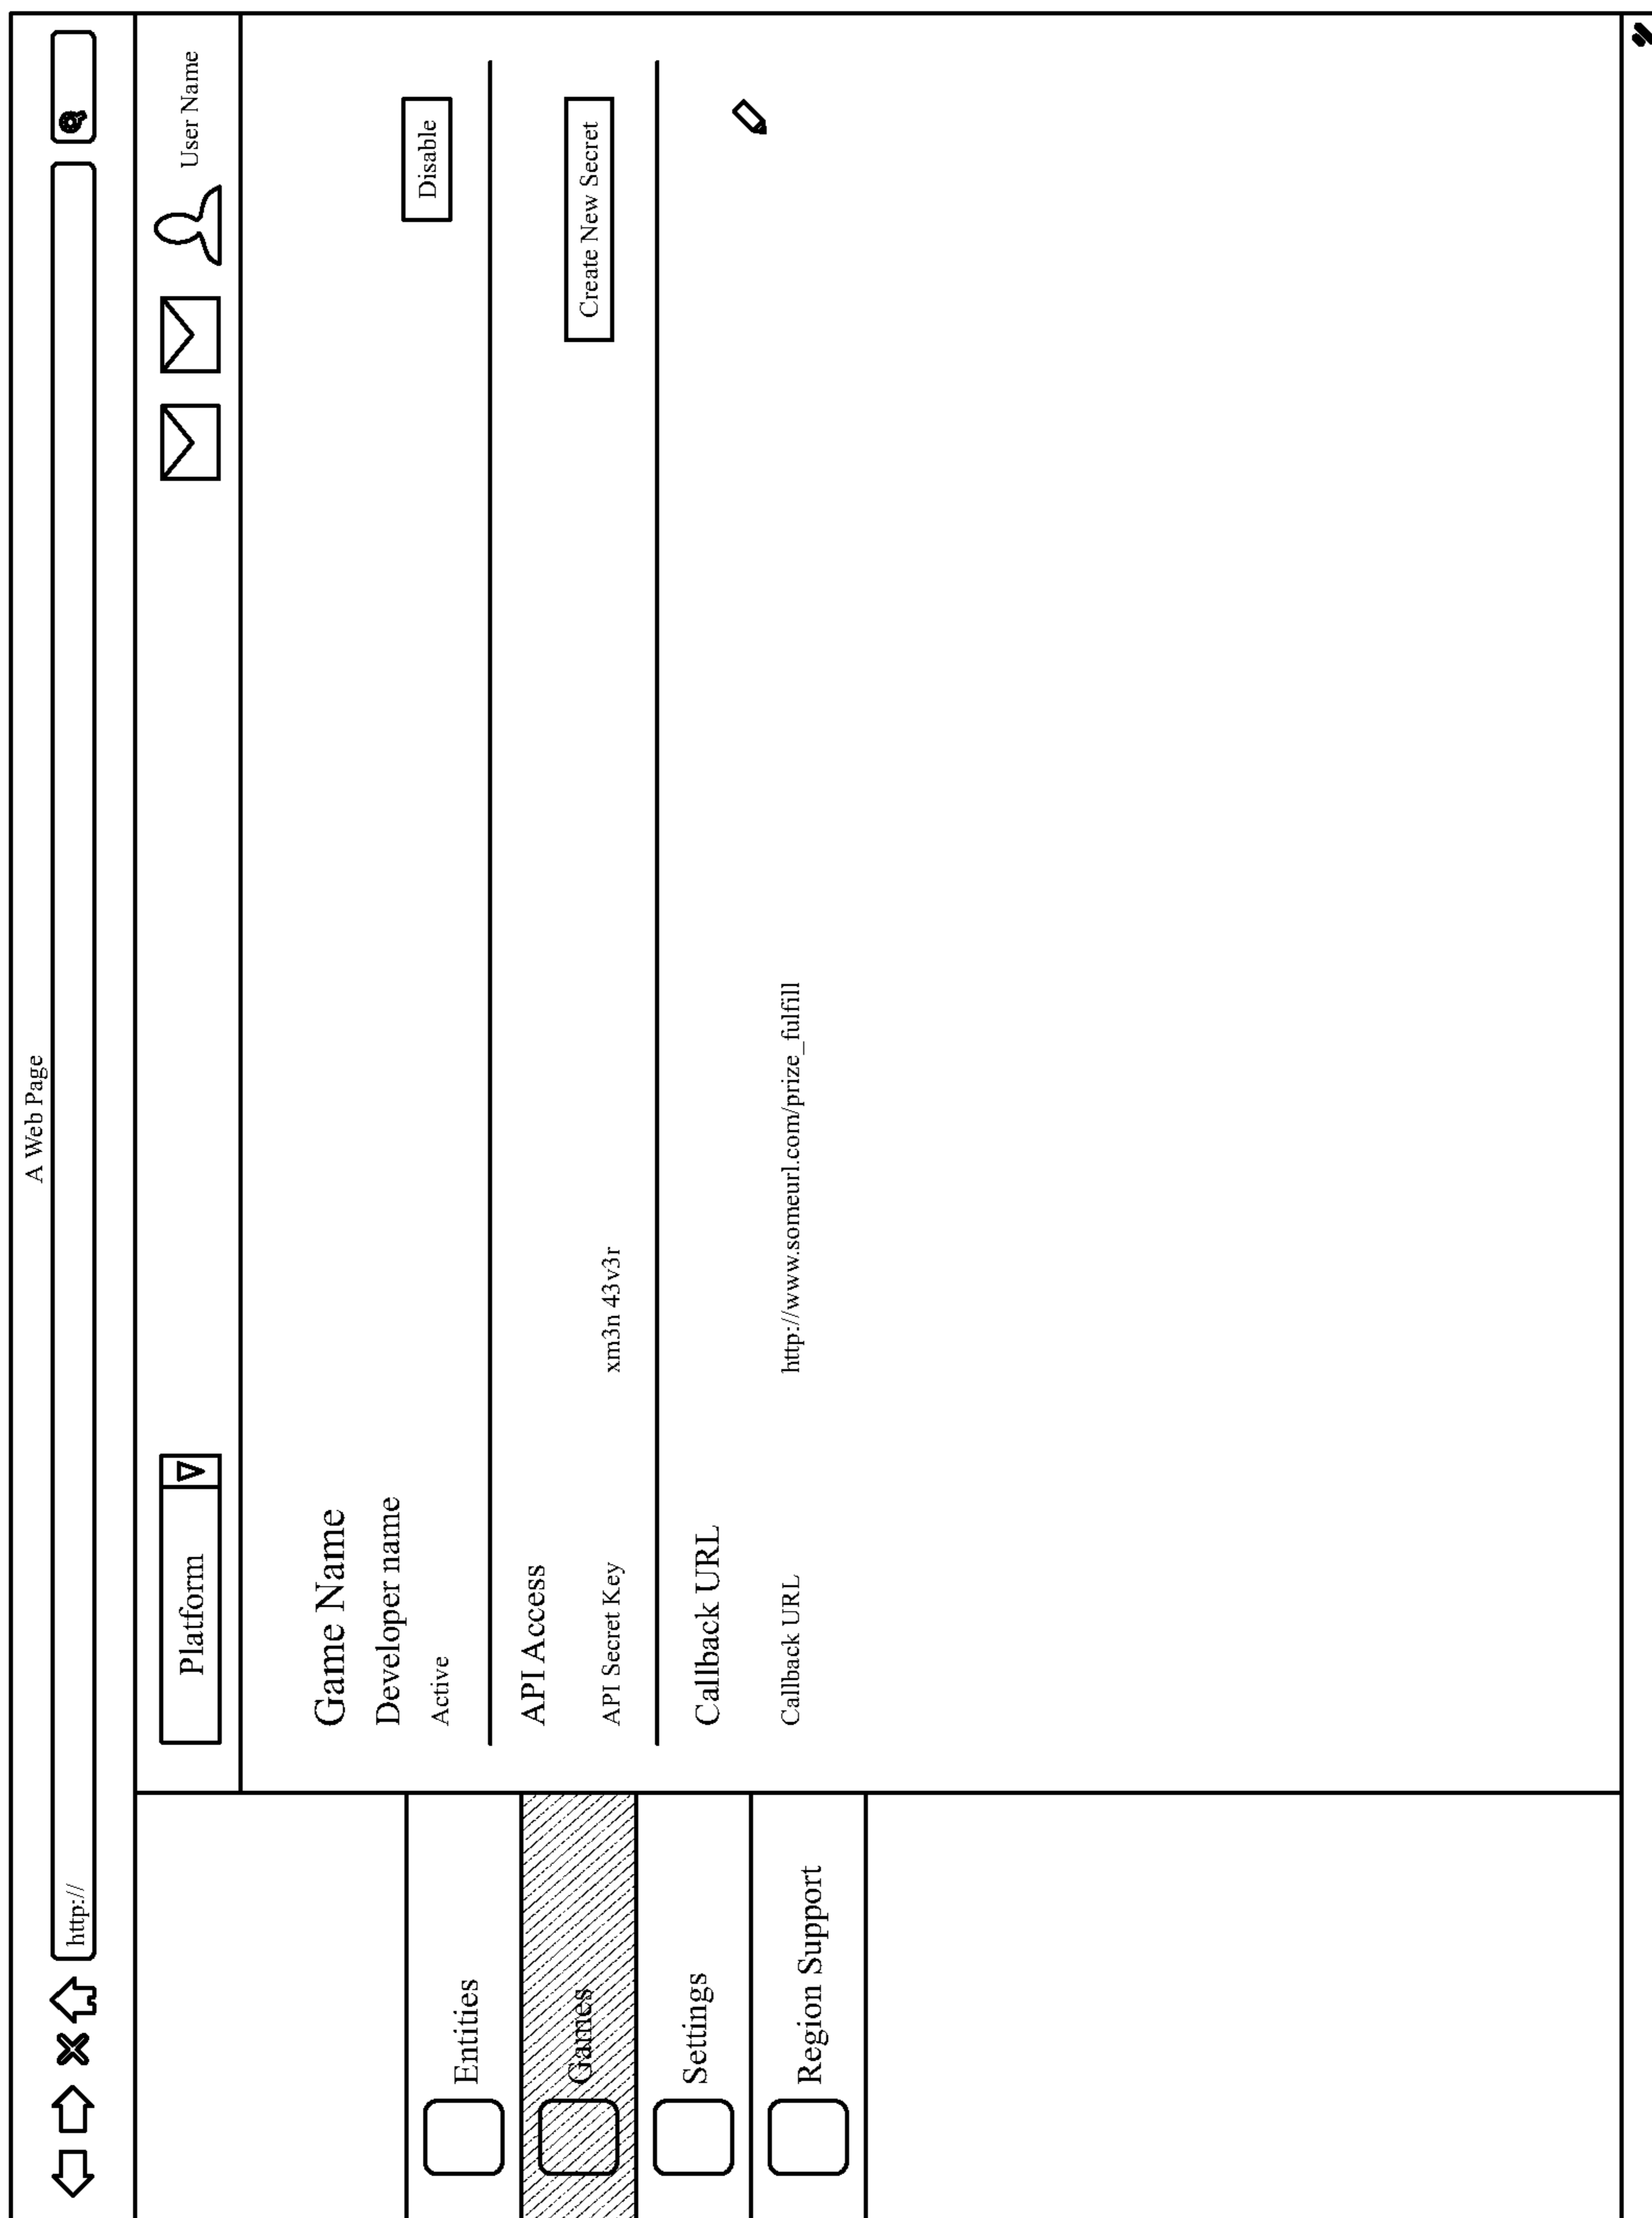 A Web Page
http://
Platform
User Name
Entities
Games
Settings
Region Support
Game Name
Developer name
Active
Disable
API Access
Create New Secret
API Secret Key xm3n 43v3r
Callback URL
Callback URL http://www.someurl.com/prize_fulfill